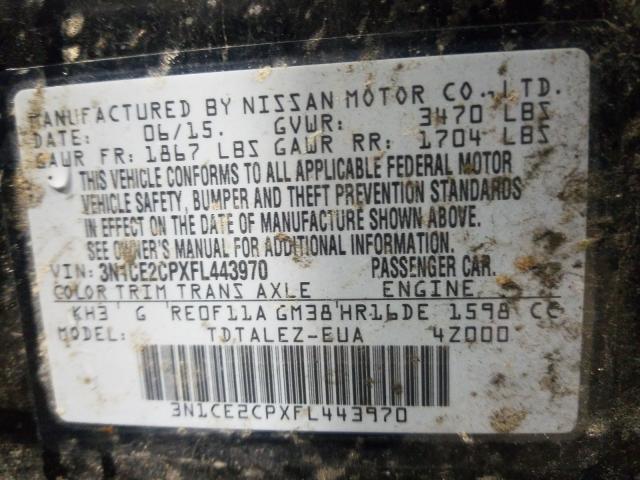 MANUFACTURED BY NISSAN MOTOR CO., LTD.
DATE: 06/15. GVWR: 3470 LBS
GAWR FR: 1867 LBS GAWR RR: 1704 LBS
THIS VEHICLE CONFORMS TO ALL APPLICABLE FEDERAL MOTOR
VEHICLE SAFETY, BUMPER AND THEFT PREVENTION STANDARDS
IN EFFECT ON THE DATE OF MANUFACTURE SHOWN ABOVE.
SEE OWNER'S MANUAL FOR ADDITIONAL INFORMATION.
VIN: 3N1CE2CPXFL443970 PASSENGER CAR.
COLOR TRIM TRANS AXLE ENGINE
KH3 G RE0F11A GM38 HR16DE 1598 CC
MODEL: TDTALEZ-EUA 4Z000
3N1CE2CPXFL443970